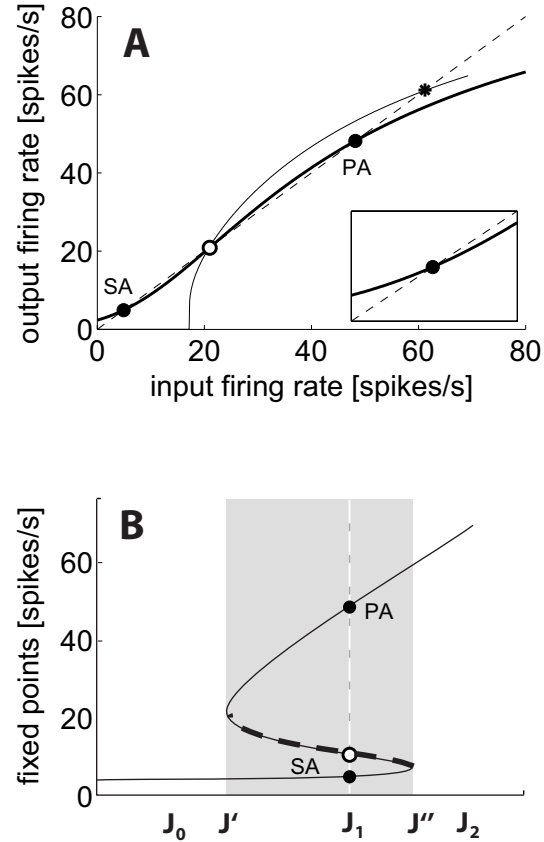 A
80
60
40
20
0
output firing rate [spikes/s]
SA
PA
0 20 40 60 80
input firing rate [spikes/s]
B
60
40
20
0
fixed points [spikes/s]
PA
SA
J0 J' J1 J'' J2